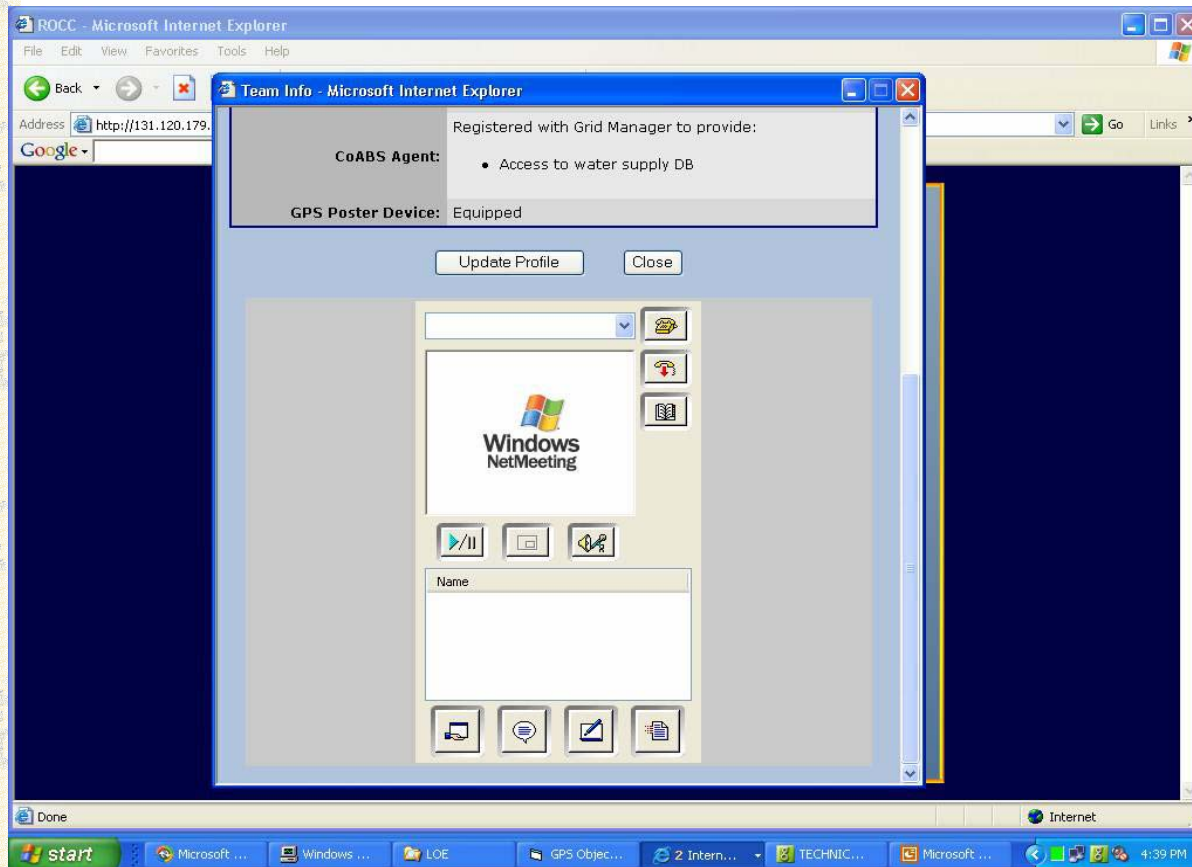 ROCC - Microsoft Internet Explorer
File Edit View Favorites Tools Help
Back
Team Info - Microsoft Internet Explorer
Address http://131.120.179.
Go Links
Google
Registered with Grid Manager to provide:
CoABS Agent:
• Access to water supply DB
GPS Poster Device: Equipped
Update Profile Close
Windows
NetMeeting
Name
Done
Internet
start Microsoft ... Windows ... LOE GPS Objec... 2 Intern... TECHNIC... Microsoft ... 4:39 PM